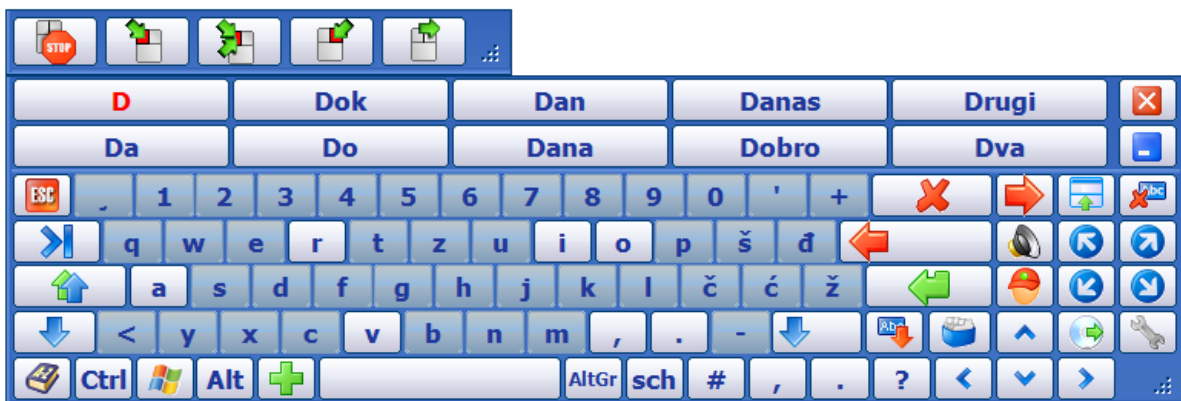 STOP
D Dok Dan Danas Drugi
Da Do Dana Dobro Dva
ESC ¸ 1 2 3 4 5 6 7 8 9 0 ' + Abc
q w e r t z u i o p š đ
a s d f g h j k l č ć ž
< y x c v b n m , . - Abc
Ctrl Alt AltGr sch # , . ?